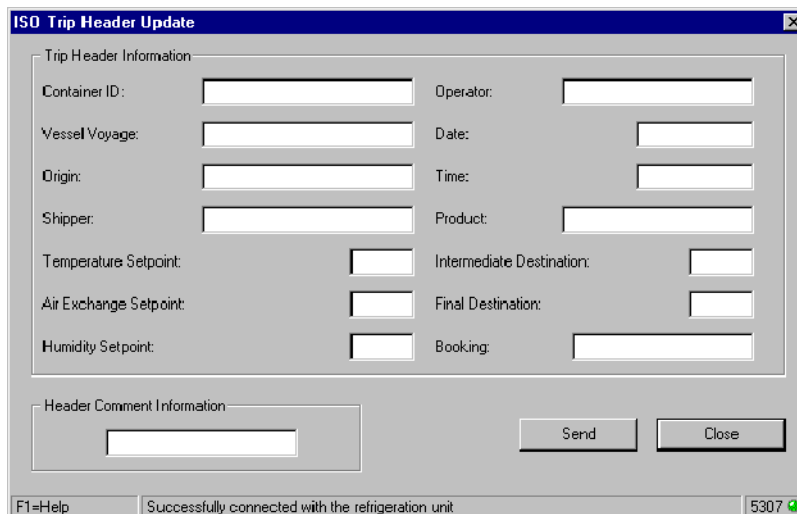 ISO Trip Header Update
Trip Header Information
Container ID:
Operator:
Vessel Voyage:
Date:
Origin:
Time:
Shipper:
Product:
Temperature Setpoint:
Intermediate Destination:
Air Exchange Setpoint:
Final Destination:
Humidity Setpoint:
Booking:
Header Comment Information
Send
Close
F1=Help
Successfully connected with the refrigeration unit
5307